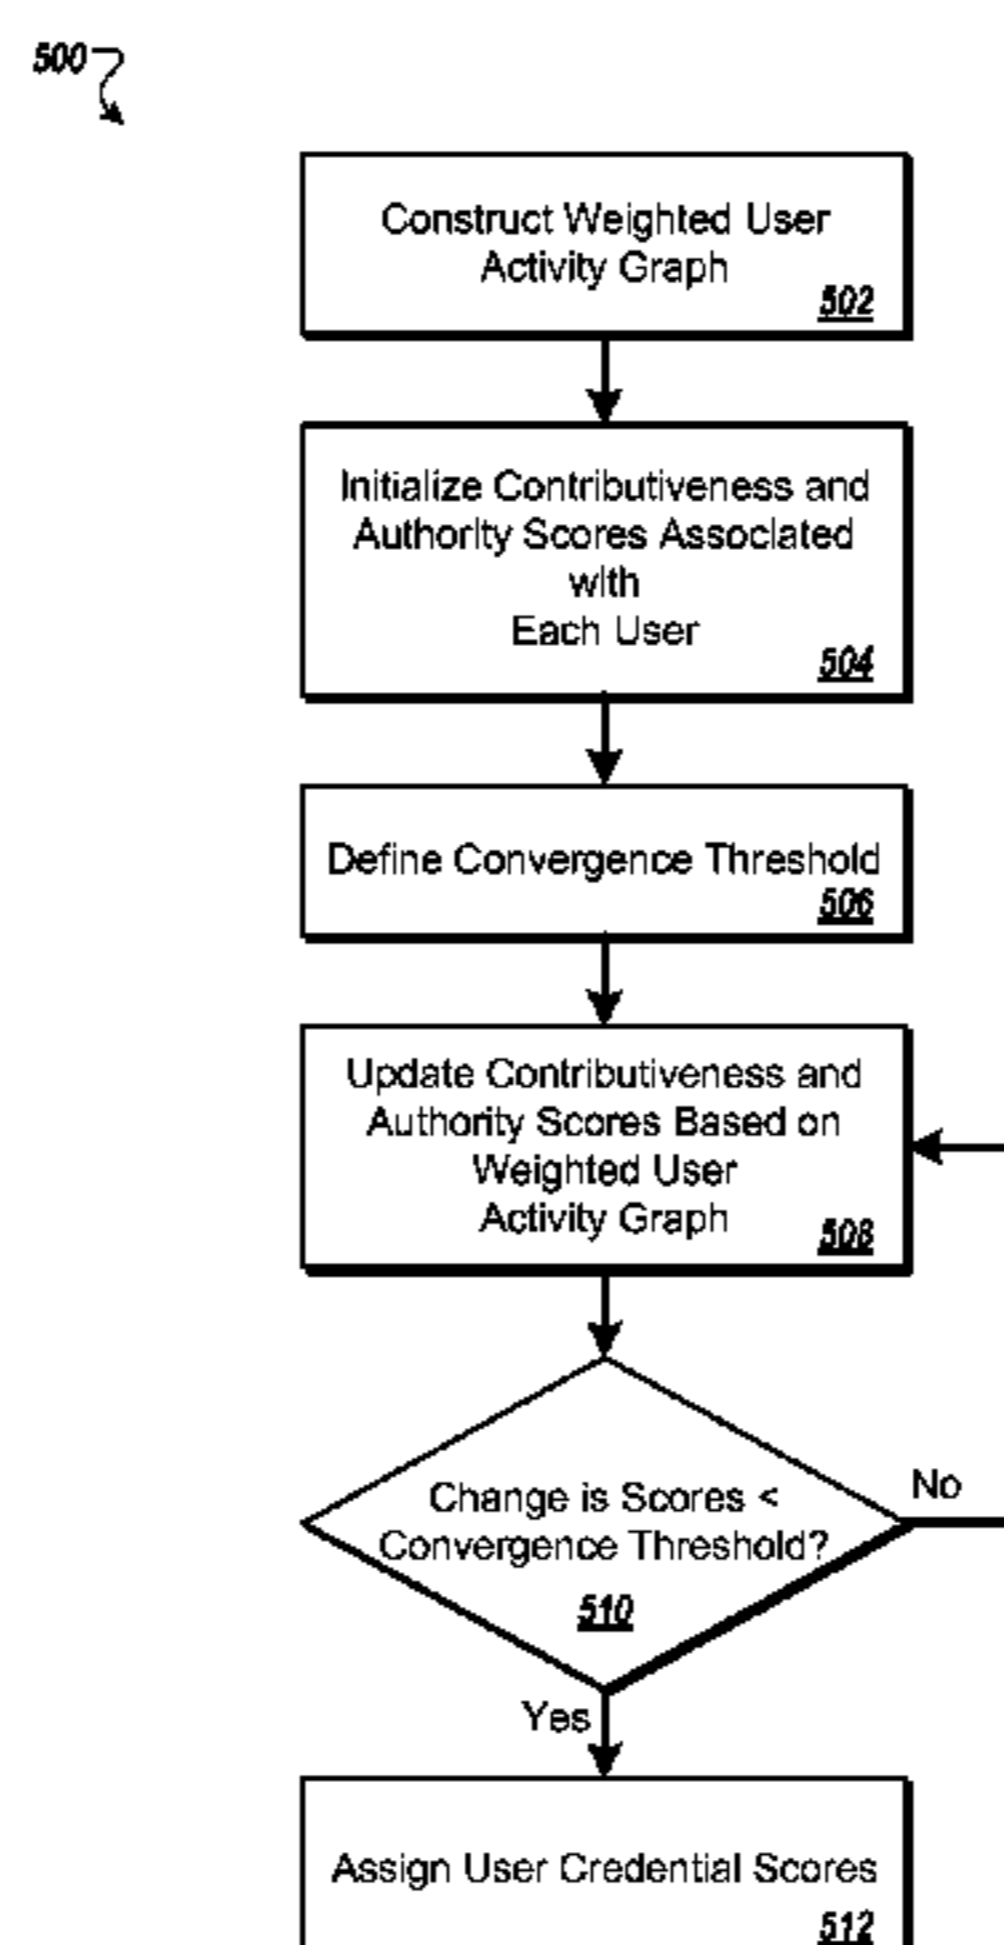 500
Construct Weighted User
Activity Graph
502
Initialize Contributiveness and
Authority Scores Associated
with
Each User
504
Define Convergence Threshold
506
Update Contributiveness and
Authority Scores Based on
Weighted User
Activity Graph
508
Change is Scores <
Convergence Threshold?
510
No
Yes
Assign User Credential Scores
512